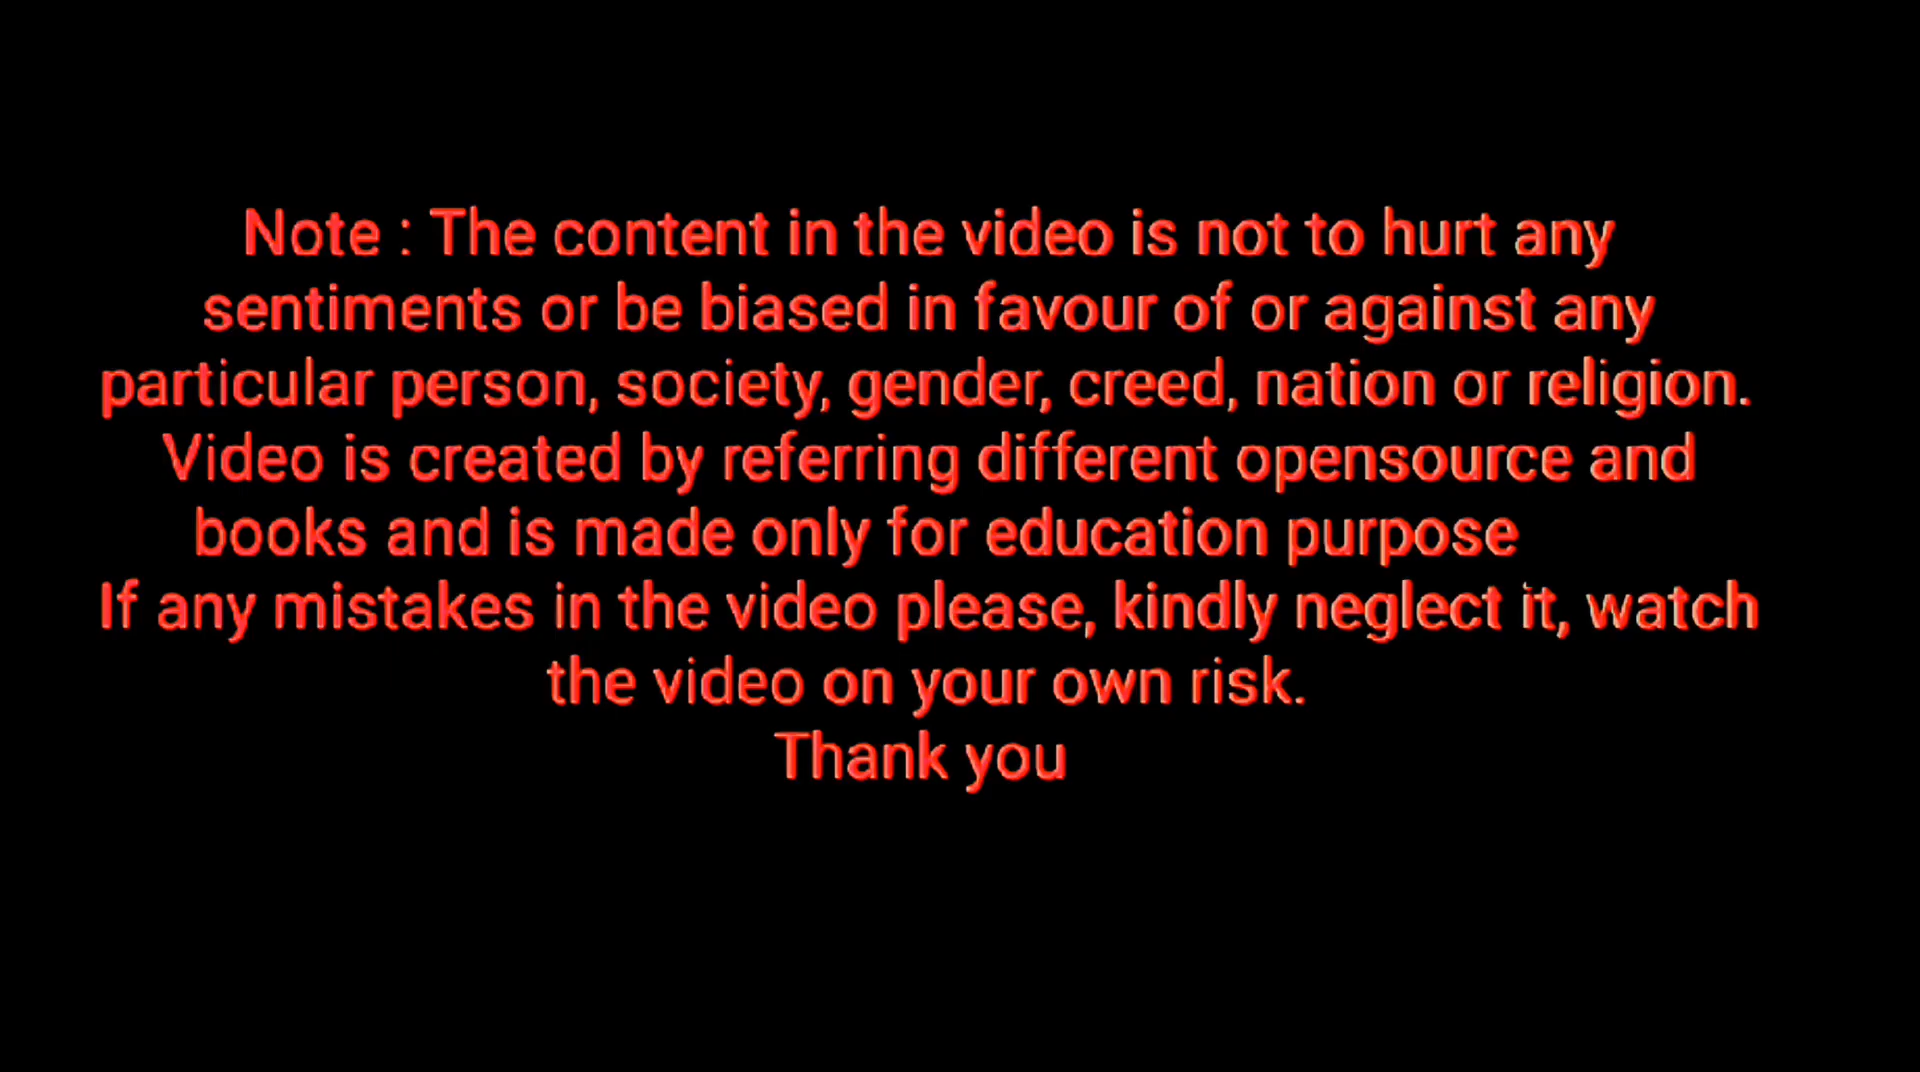 Note : The content in the video is not to hurt any
sentiments or be biased in favour of or against any
particular person, society, gender, creed, nation or religion.
Video is created by referring different opensource and
books and is made only for education purpose
If any mistakes in the video please, kindly neglect it, watch
the video on your own risk.
Thank you